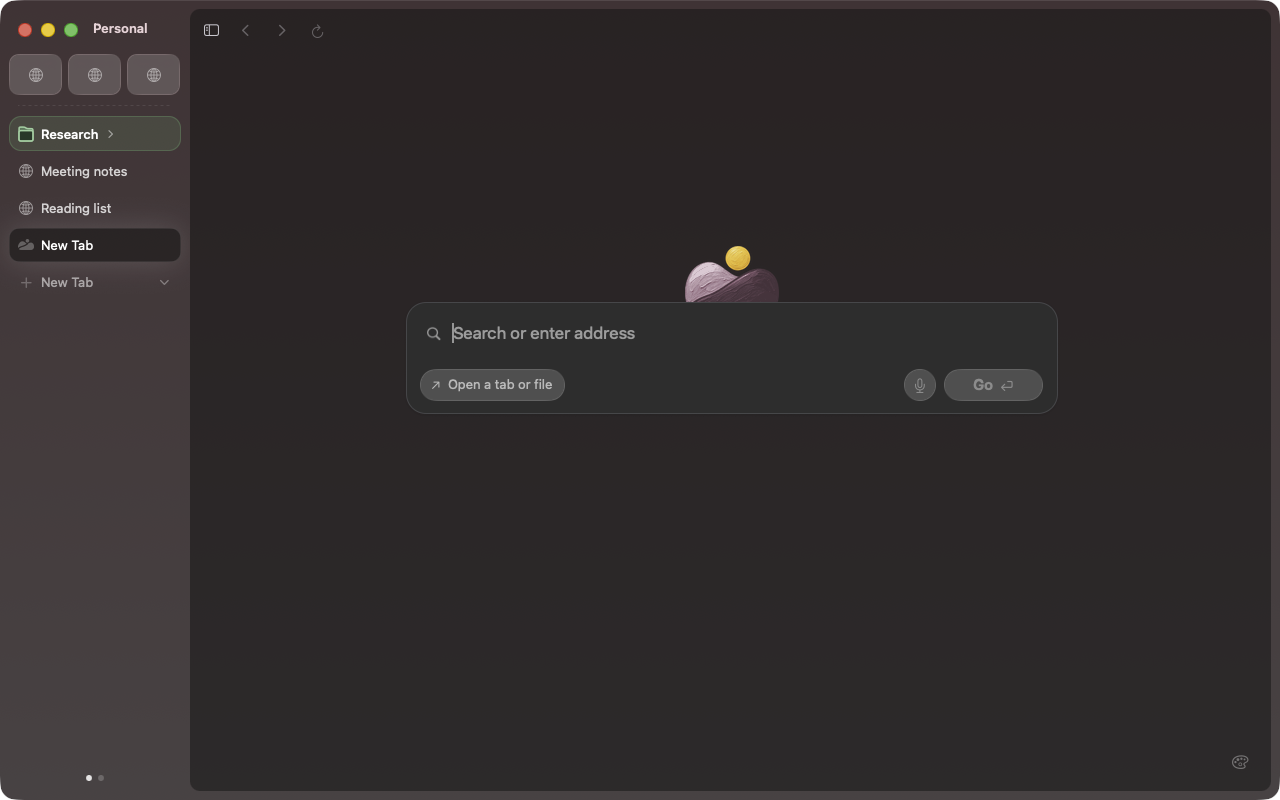 Personal
Research
Meeting notes
Reading list
New Tab
New Tab
Search or enter address
Open a tab or file
Go